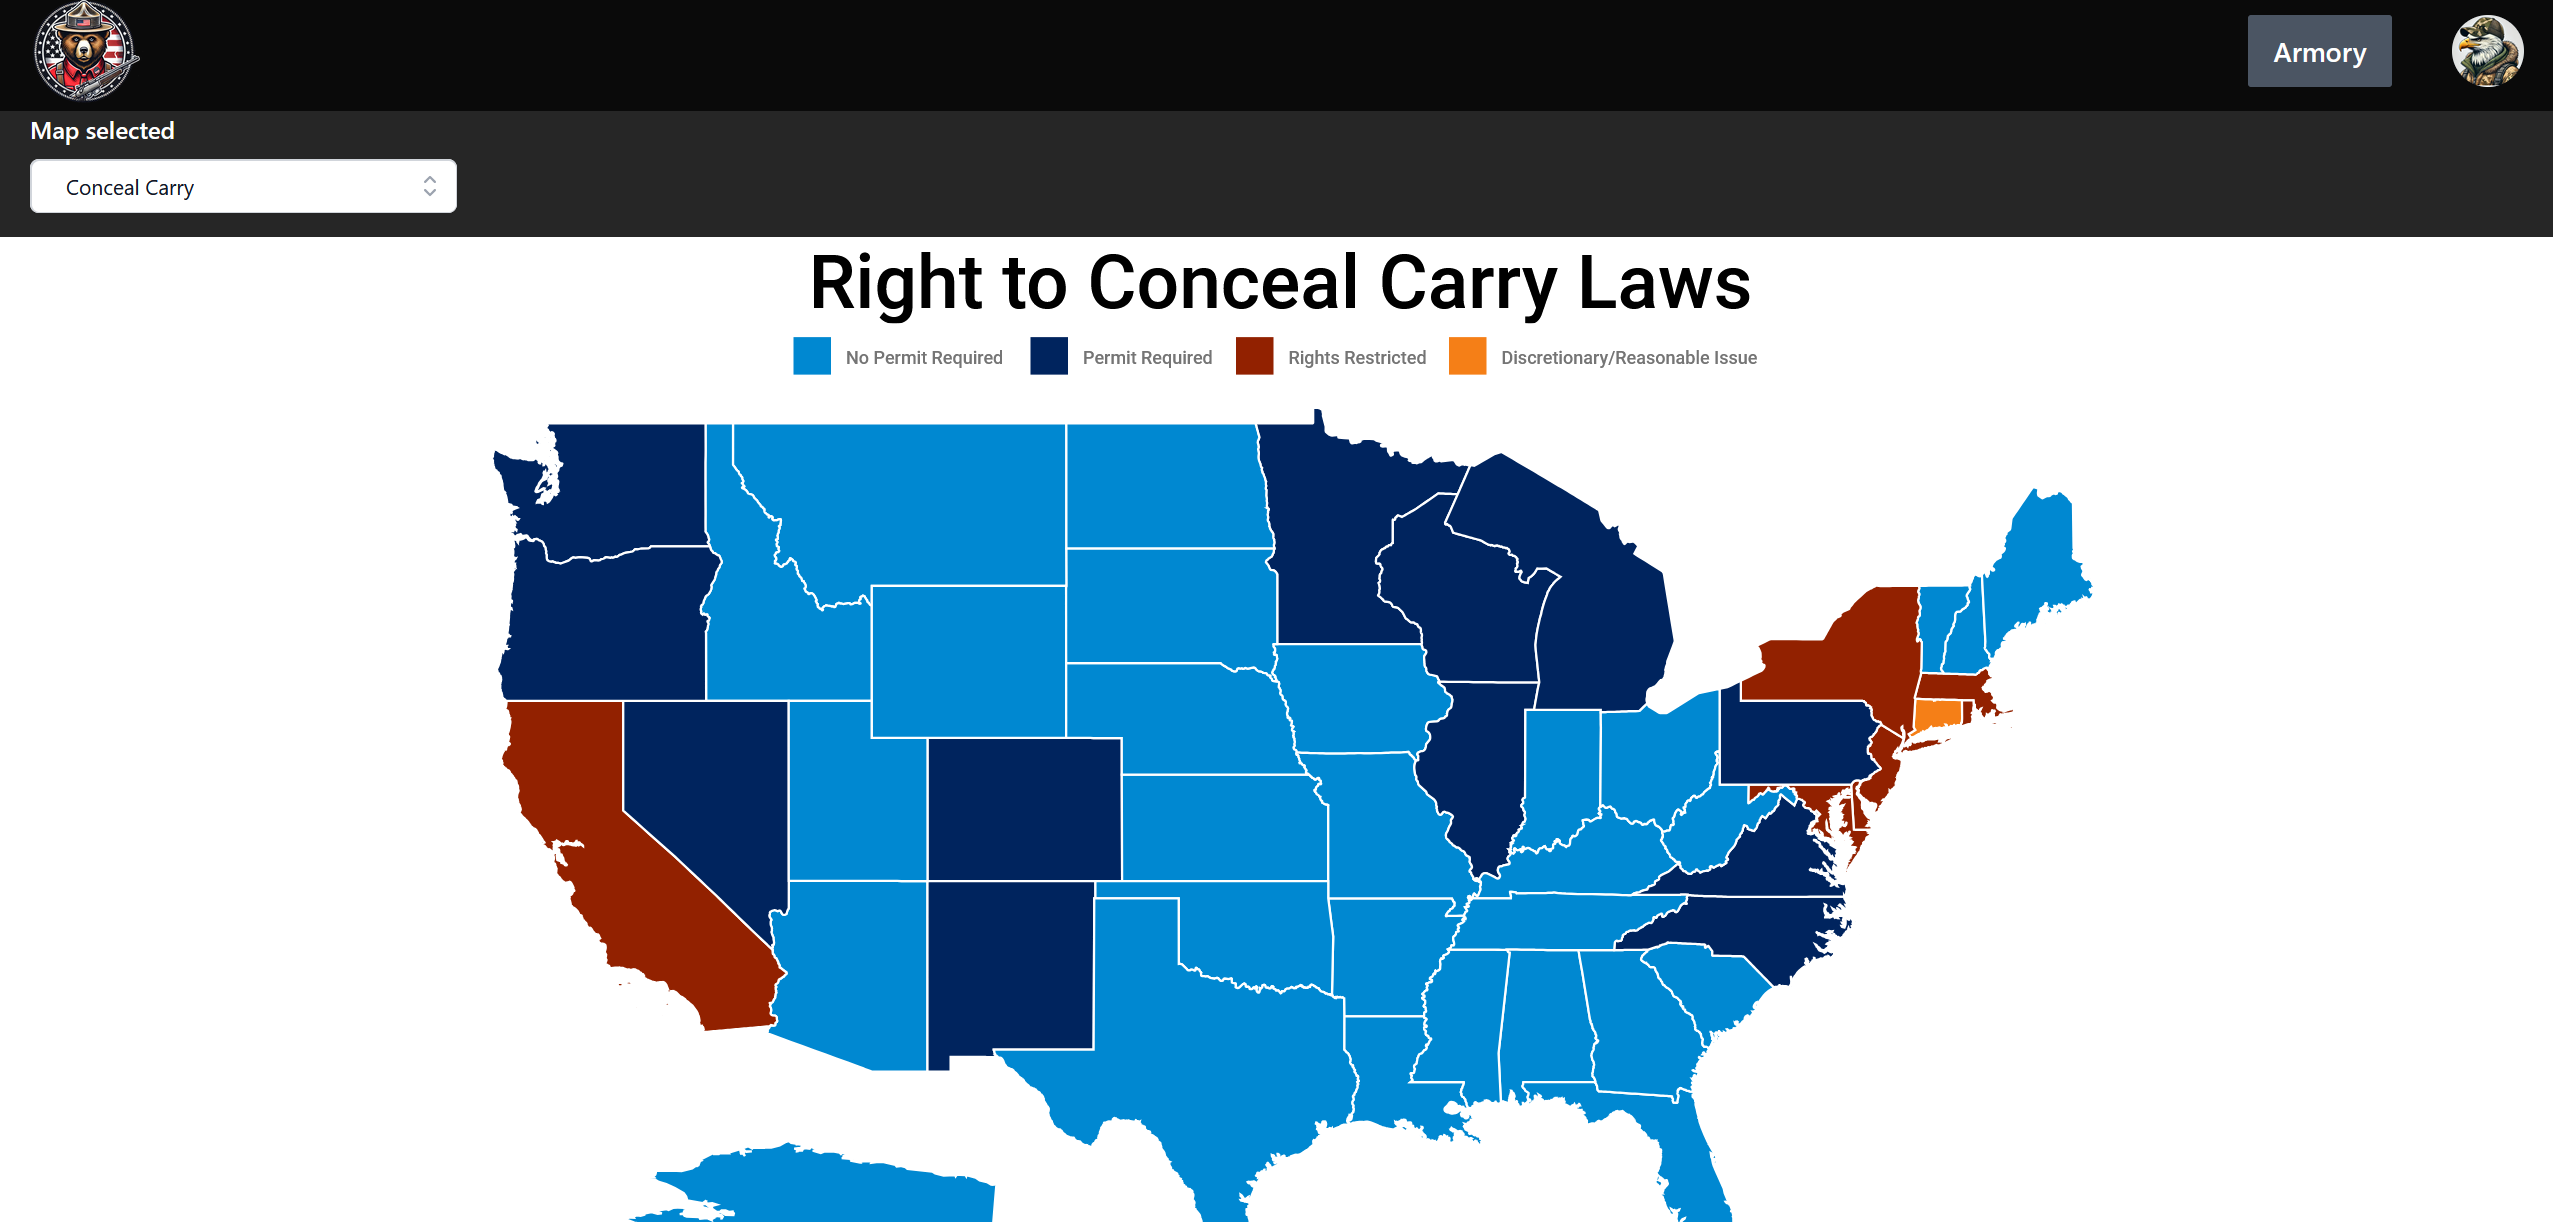 Armory
Map selected
Conceal Carry
Right to Conceal Carry Laws
No Permit Required
Permit Required
Rights Restricted
Discretionary/Reasonable Issue